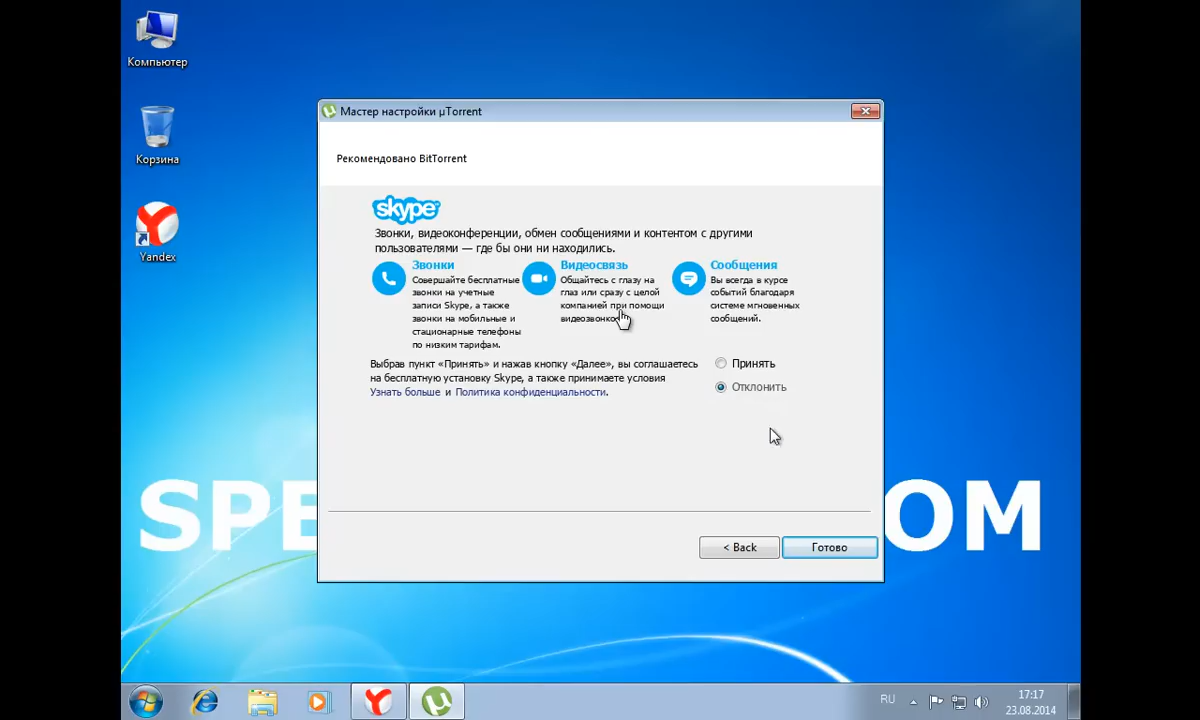 Компьютер
Корзина
Yandex
Мастер настройки µTorrent
Рекомендовано BitTorrent
skype
Звонки, видеоконференции, обмен сообщениями и контентом с другими
пользователями — где бы они ни находились.
Звонки
Совершайте бесплатные
звонки на учетные
записи Skype, а также
звонки на мобильные и
стационарные телефоны
по низким тарифам.
Видеосвязь
Общайтесь с глазу на
глаз или сразу с целой
компанией при помощи
видеозвонко
Сообщения
Вы всегда в курсе
событий благодаря
системе мгновенных
сообщений.
Выбрав пункт «Принять» и нажав кнопку «Далее», вы соглашаетесь
на бесплатную установку Skype, а также принимаете условия
Узнать больше и Политика конфиденциальности.
Принять
Отклонить
< Back
Готово
SPE
OM
RU
17:17
23.08.2014